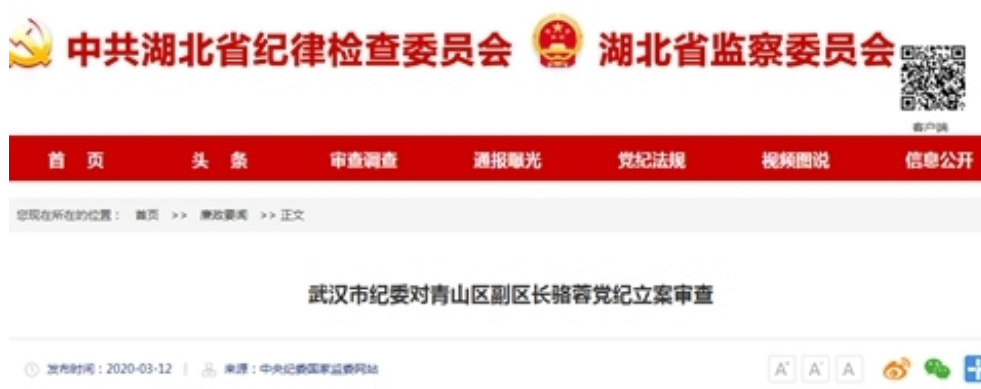 中共湖北省纪律检查委员会 湖北省监察委员会
客户端
首 页 头 条 审查调查 通报曝光 党纪法规 视频图说 信息公开
您现在所在的位置： 首页 >> 廉政要闻 >> 正文
武汉市纪委对青山区副区长骆蓉党纪立案审查
发布时间：2020-03-12 | 来源：中央纪委国家监委网站 A+ A- A